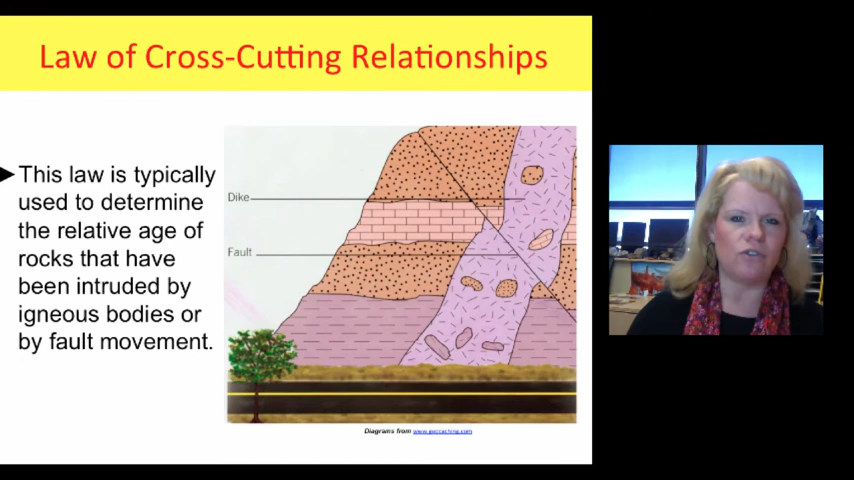 Law of Cross-Cutting Relationships
►This law is typically
used to determine
the relative age of
rocks that have
been intruded by
igneous bodies or
by fault movement.
Dike
Fault
Diagrams from www.geocaching.com